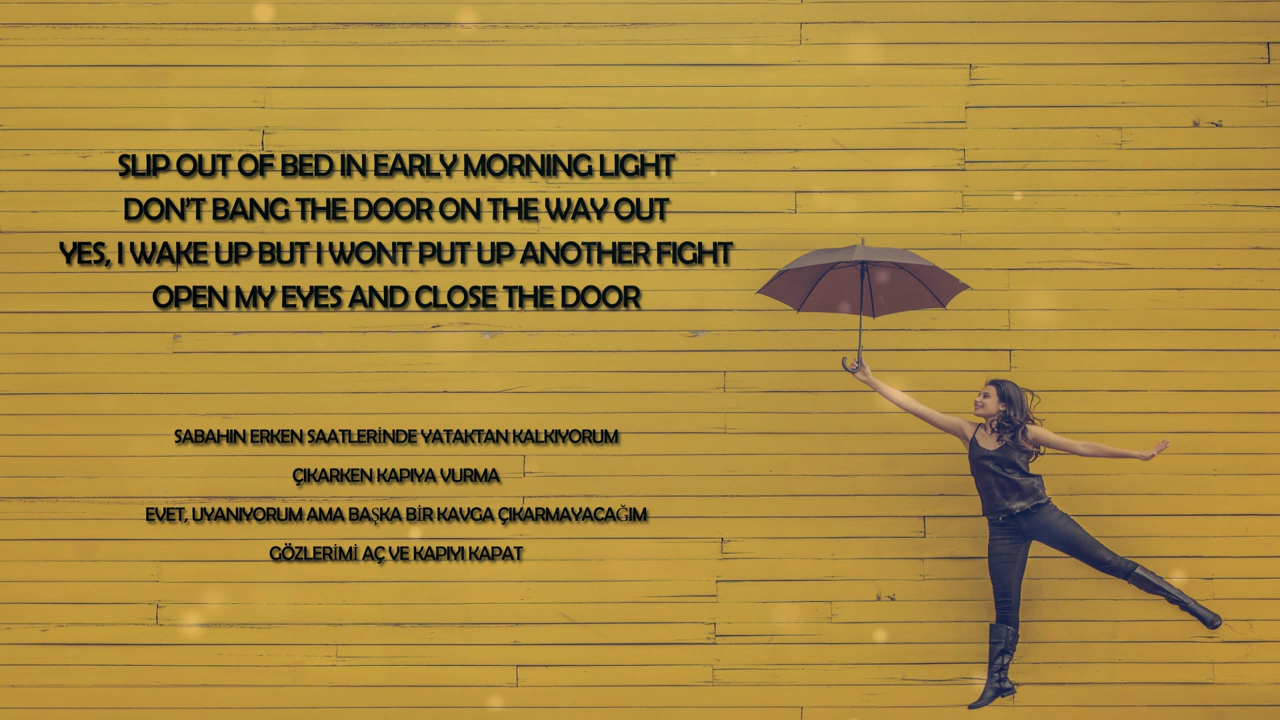 SLIP OUT OF BED IN EARLY MORNING LIGHT
DON'T BANG THE DOOR ON THE WAY OUT
YES, I WAKE UP BUT I WONT PUT UP ANOTHER FIGHT
OPEN MY EYES AND CLOSE THE DOOR
SABAHIN ERKEN SAATLERİNDE YATAKTAN KALKIYORUM
ÇIKARKEN KAPIYA VURMA
EVET, UYANIYORUM AMA BAŞKA BİR KAVGA ÇIKARMAYACAĞIM
GÖZLERİMİ AÇ VE KAPIYI KAPAT